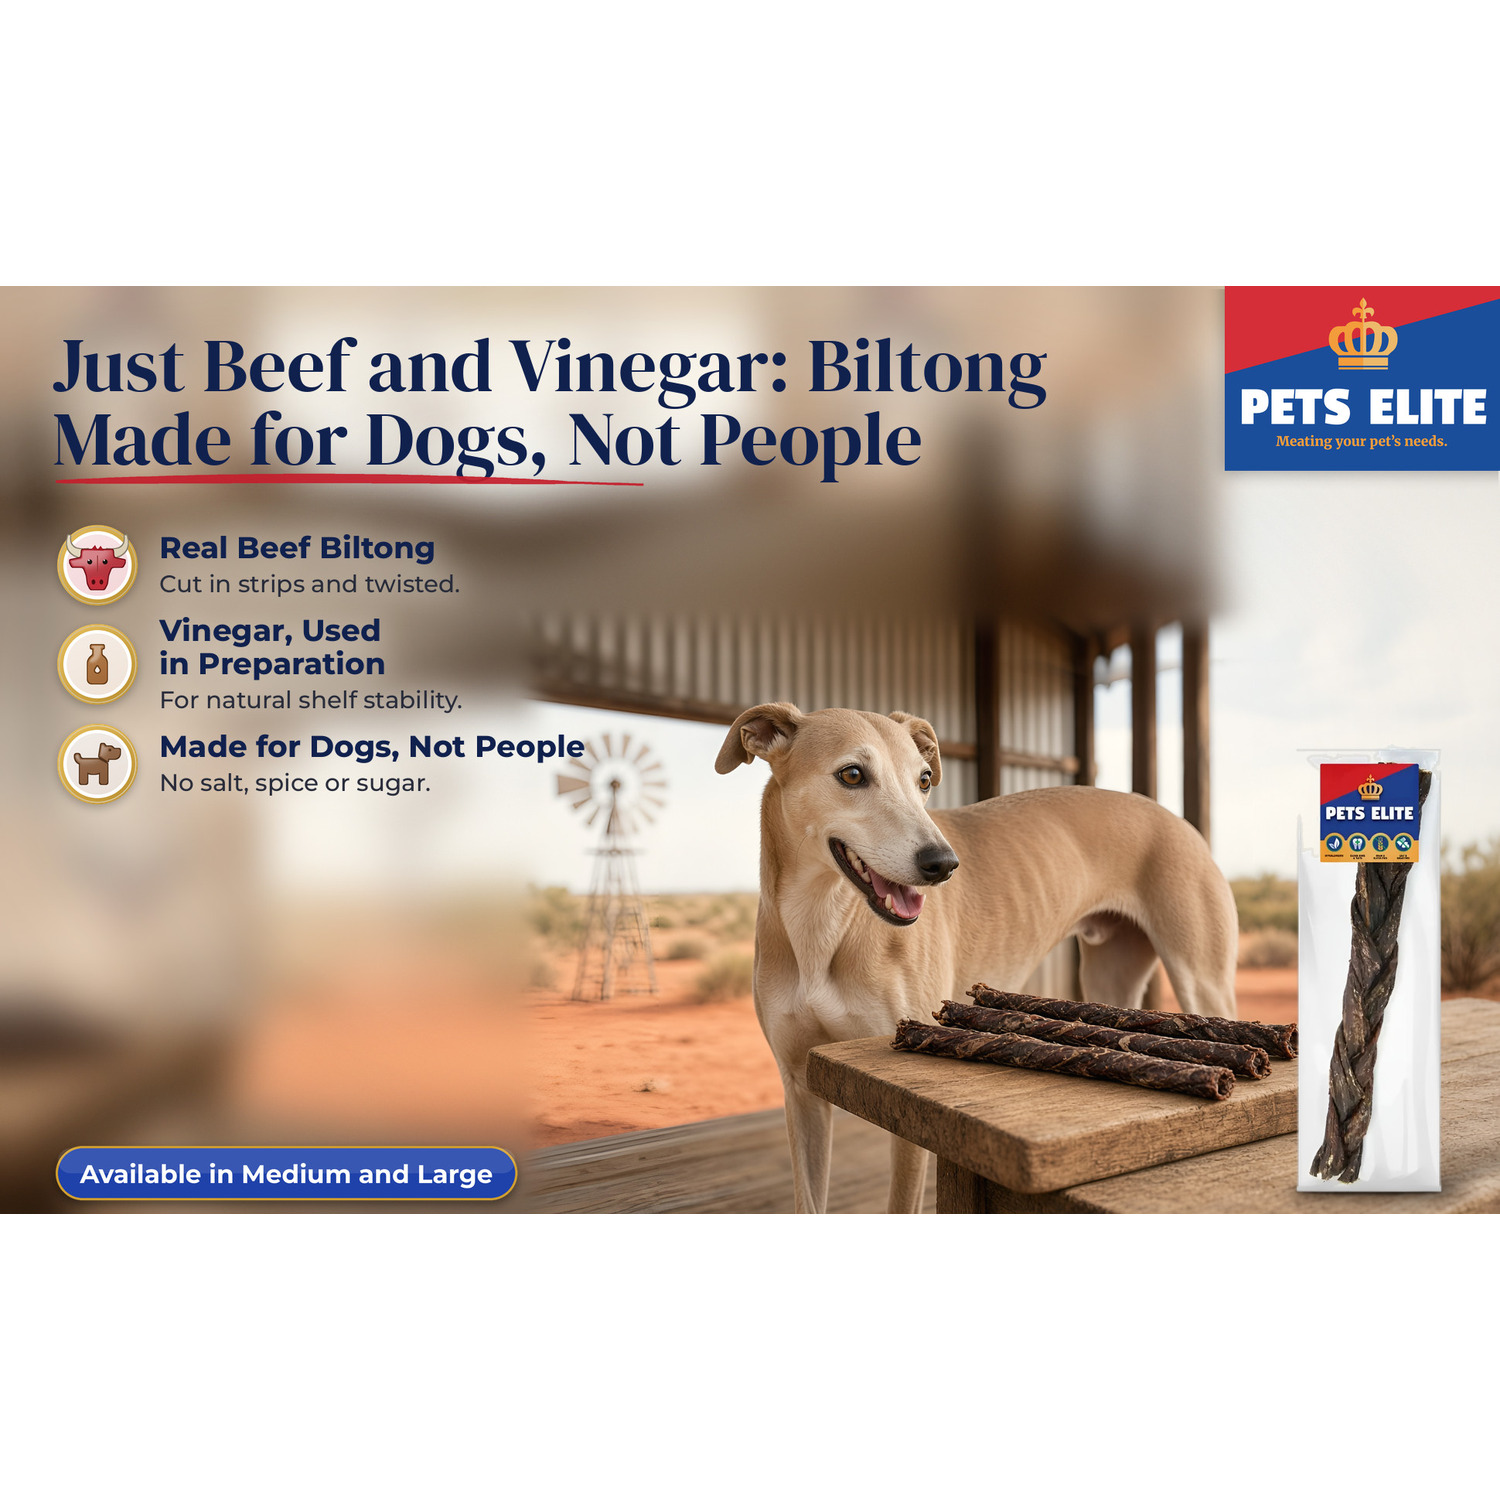 Just Beef and Vinegar: Biltong
Made for Dogs, Not People
PETS ELITE
Meating your pet's needs.
Real Beef Biltong
Cut in strips and twisted.
Vinegar, Used
in Preparation
For natural shelf stability.
Made for Dogs, Not People
No salt, spice or sugar.
PETS ELITE
Available in Medium and Large